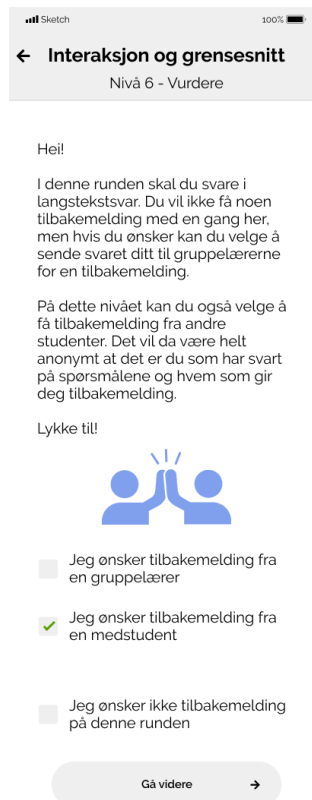 Sketch 100%
Interaksjon og grensesnitt
Nivå 6 - Vurdere
Hei!
I denne runden skal du svare i
langstekstsvar. Du vil ikke få noen
tilbakemelding med en gang her,
men hvis du ønsker kan du velge å
sende svaret ditt til gruppelærerne
for en tilbakemelding.
På dette nivået kan du også velge å
få tilbakemelding fra andre
studenter. Det vil da være helt
anonymt at det er du som har svart
på spørsmålene og hvem som gir
deg tilbakemelding.
Lykke til!
Jeg ønsker tilbakemelding fra
en gruppelærer
Jeg ønsker tilbakemelding fra
en medstudent
Jeg ønsker ikke tilbakemelding
på denne runden
Gå videre